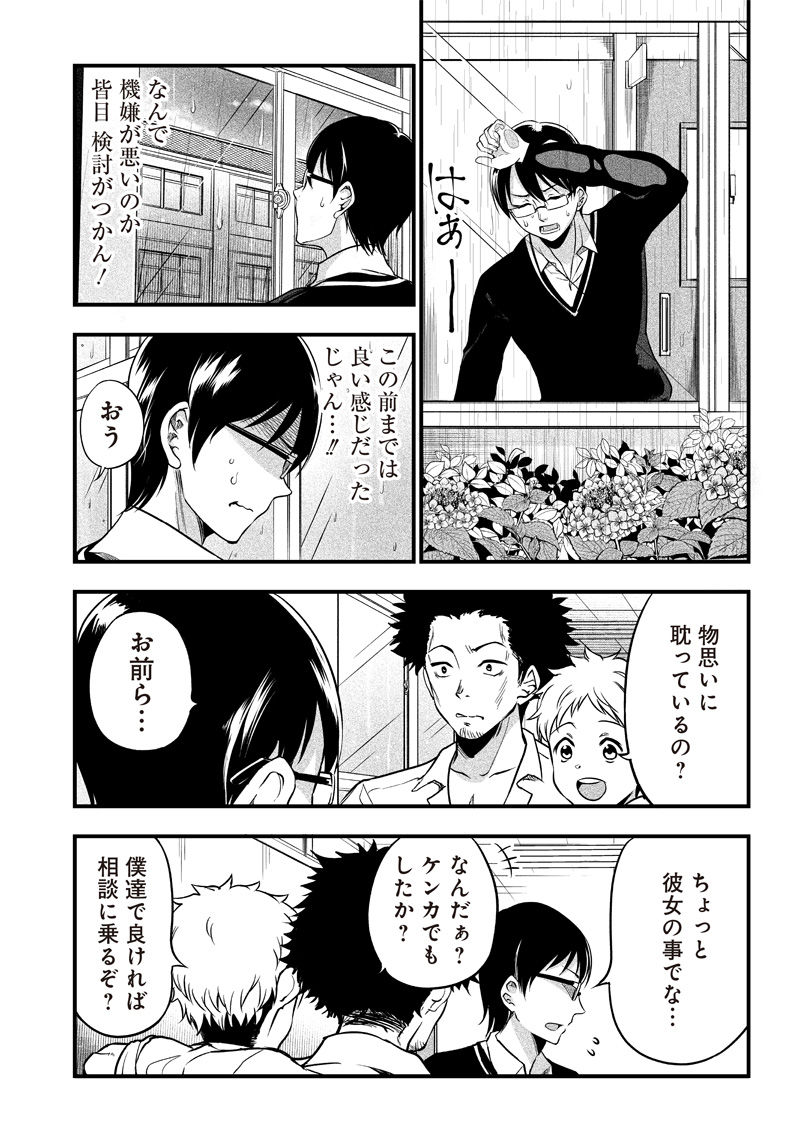 はぁー
なんで
機嫌が悪いのか
皆目 検討がつかん！
この前までは
良い感じだった
じゃん…!!
おう
物思いに
耽っているの？
お前ら…
ちょっと
彼女の事でな…
なんだぁ？
ケンカでも
したか？
僕達で良ければ
相談に乗るぞ？